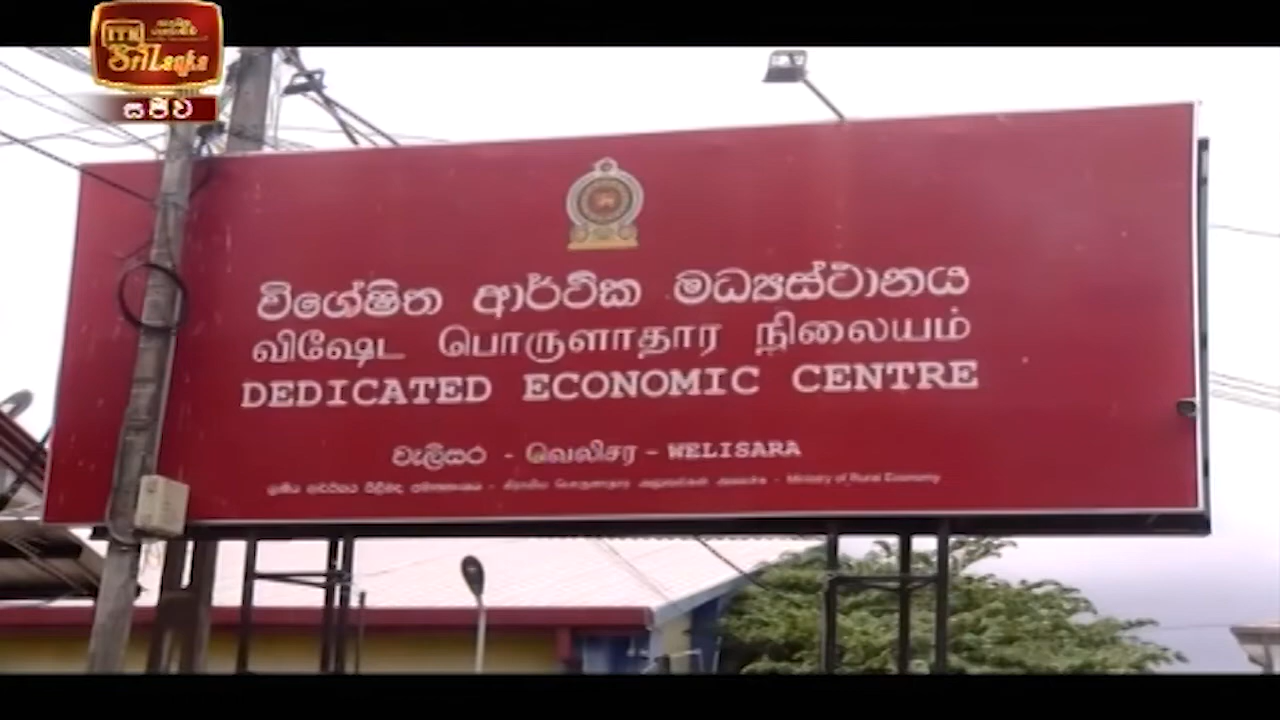 ITN
Sri Lanka
සජීව
විශේෂිත ආර්ථික මධ්‍යස්ථානය
விஷேட பொருளாதார நிலையம்
DEDICATED ECONOMIC CENTRE
වැලිසර - வெலிசர - WELISARA
Ministry of Rural Economy